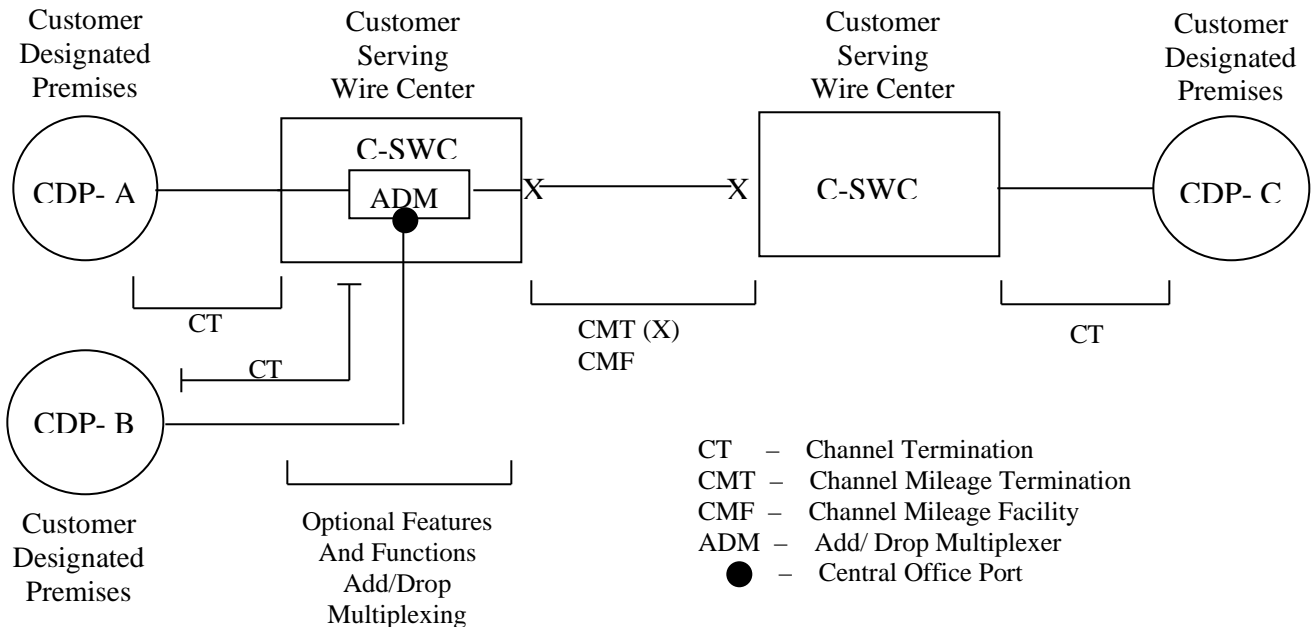 Customer
Designated
Premises
Customer
Serving
Wire Center
Customer
Serving
Wire Center
Customer
Designated
Premises
CDP- A
C-SWC
ADM
X
X
C-SWC
CDP- C
CT
CMT (X)
CMF
CT
CT
CDP- B
Customer
Designated
Premises
Optional Features
And Functions
Add/Drop
Multiplexing
CT – Channel Termination
CMT – Channel Mileage Termination
CMF – Channel Mileage Facility
ADM – Add/ Drop Multiplexer
– Central Office Port